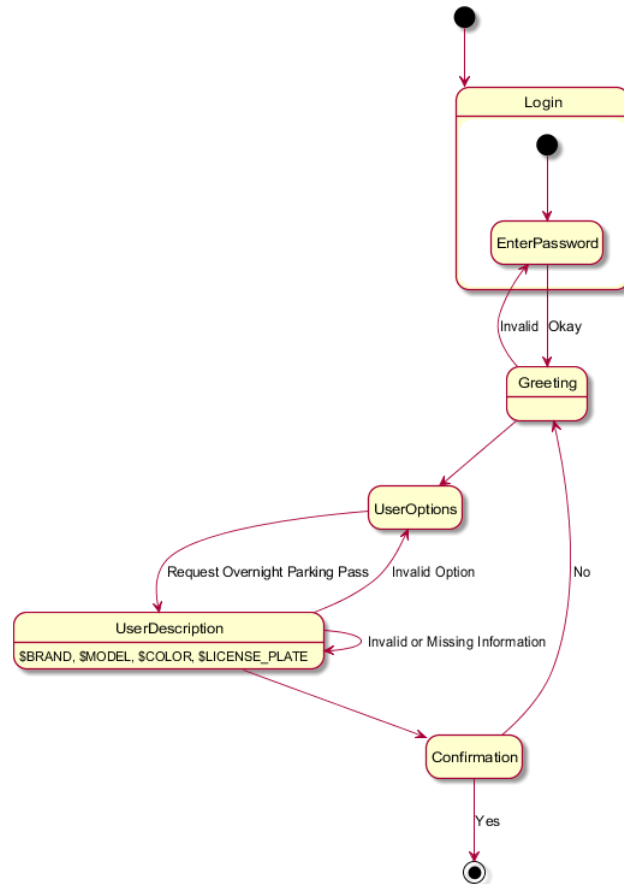 Login
EnterPassword
Invalid
Okay
Greeting
UserOptions
Request Overnight Parking Pass
Invalid Option
No
UserDescription
$BRAND, $MODEL, $COLOR, $LICENSE_PLATE
Invalid or Missing Information
Confirmation
Yes